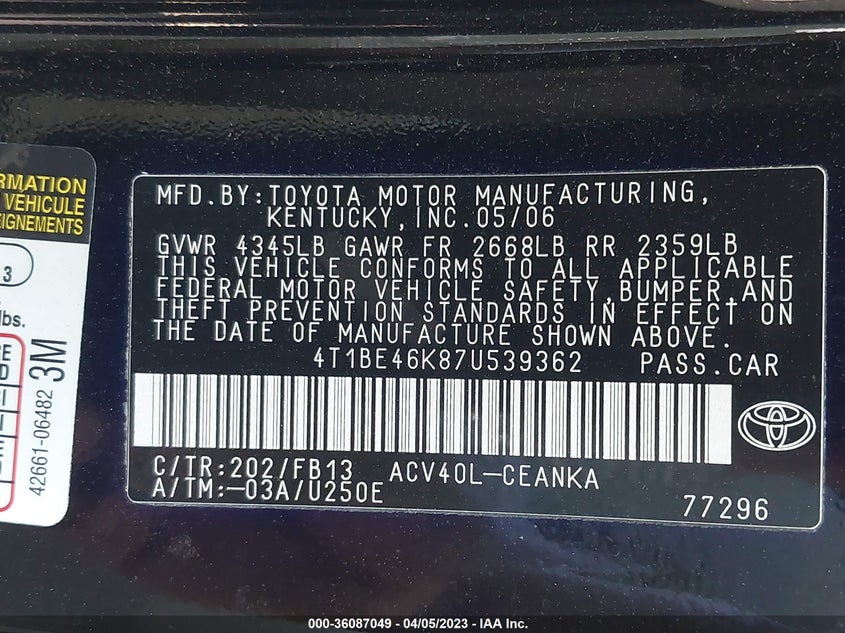 RMATION
VEHICULE
EIGNEMENTS
3
lbs.
RE
D
42661-06482 3M
MFD.BY:TOYOTA MOTOR MANUFACTURING,
KENTUCKY,INC.05/06
GVWR 4345LB GAWR FR 2668LB RR 2359LB
THIS VEHICLE CONFORMS TO ALL APPLICABLE
FEDERAL MOTOR VEHICLE SAFETY,BUMPER,AND
THEFT PREVENTION STANDARDS IN EFFECT ON
THE DATE OF MANUFACTURE SHOWN ABOVE.
4T1BE46K87U539362 PASS.CAR
C/TR:202/FB13 ACV40L-CEANKA
A/TM:-03A/U250E
77296
000-36087049 - 04/05/2023 - IAA Inc.